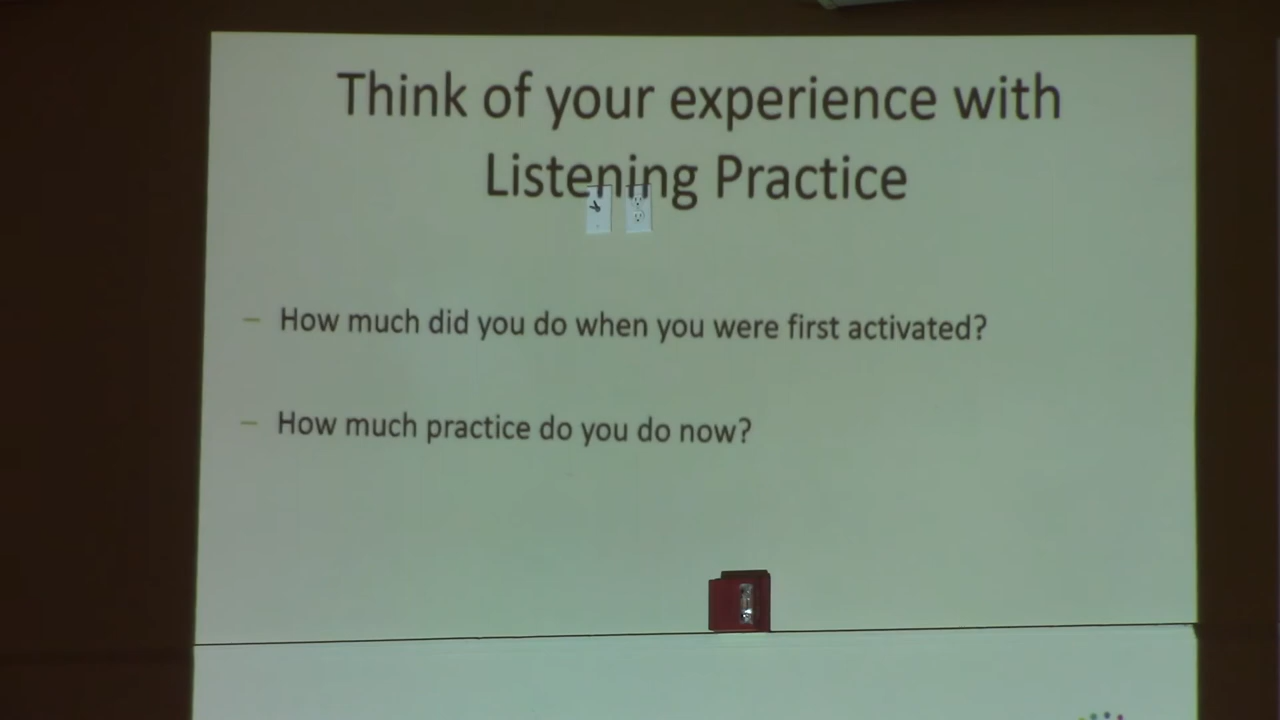 Think of your experience with
Listening Practice
– How much did you do when you were first activated?
– How much practice do you do now?